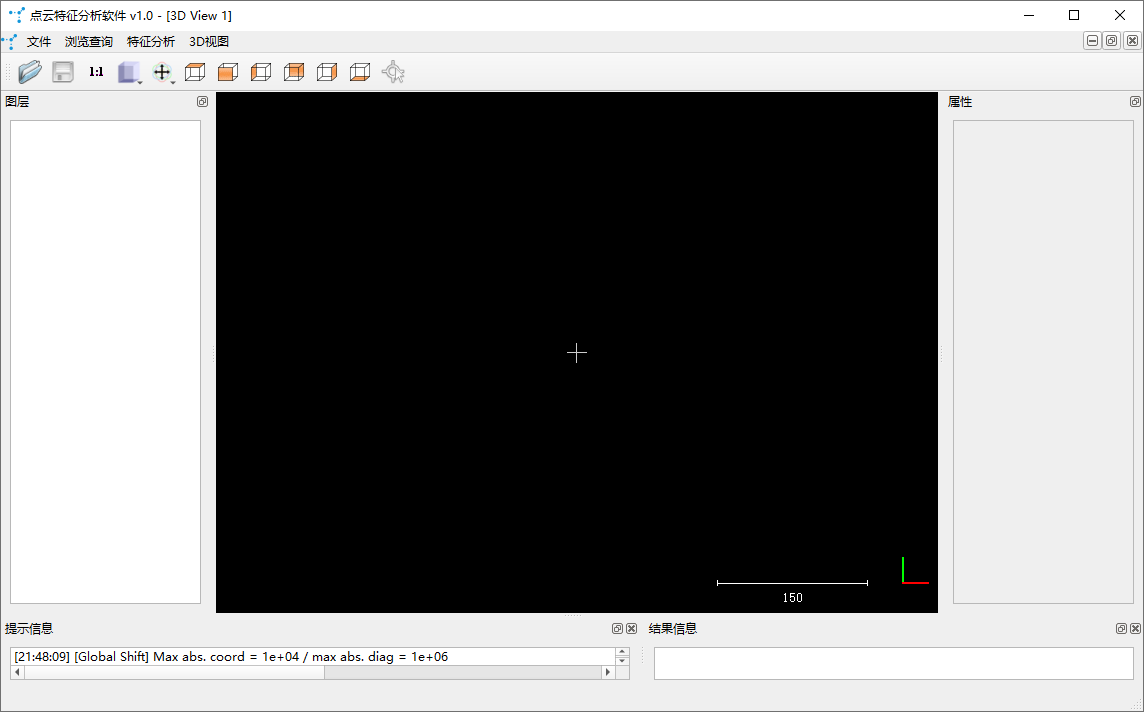 点云特征分析软件 v1.0 - [3D View 1]
文件 浏览查询 特征分析 3D视图
1:1
图层
属性
150
提示信息
结果信息
[21:48:09] [Global Shift] Max abs. coord = 1e+04 / max abs. diag = 1e+06